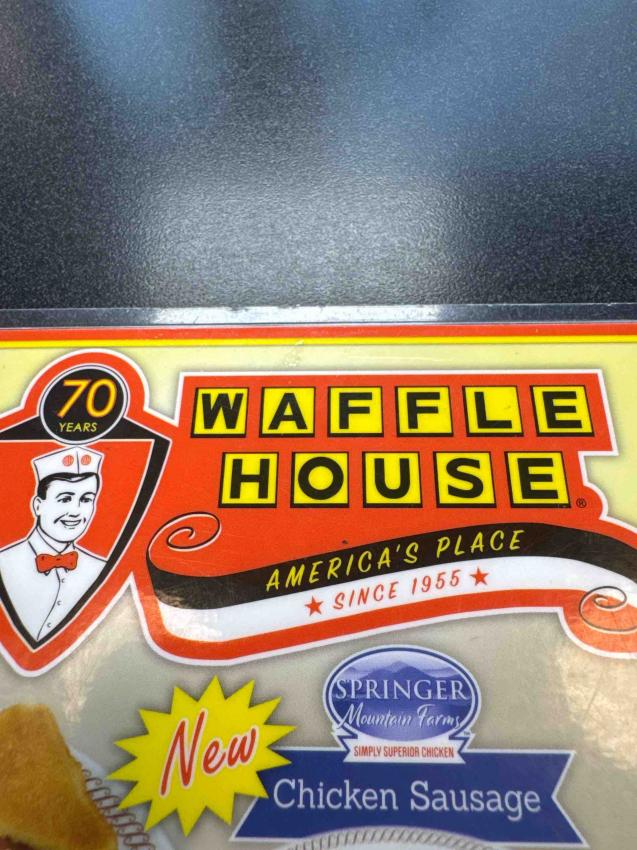 70
YEARS
WAFFLE
HOUSE®
AMERICA'S PLACE
★ SINCE 1955 ★
SPRINGER
Mountain Farms
SIMPLY SUPERIOR CHICKEN
New
Chicken Sausage